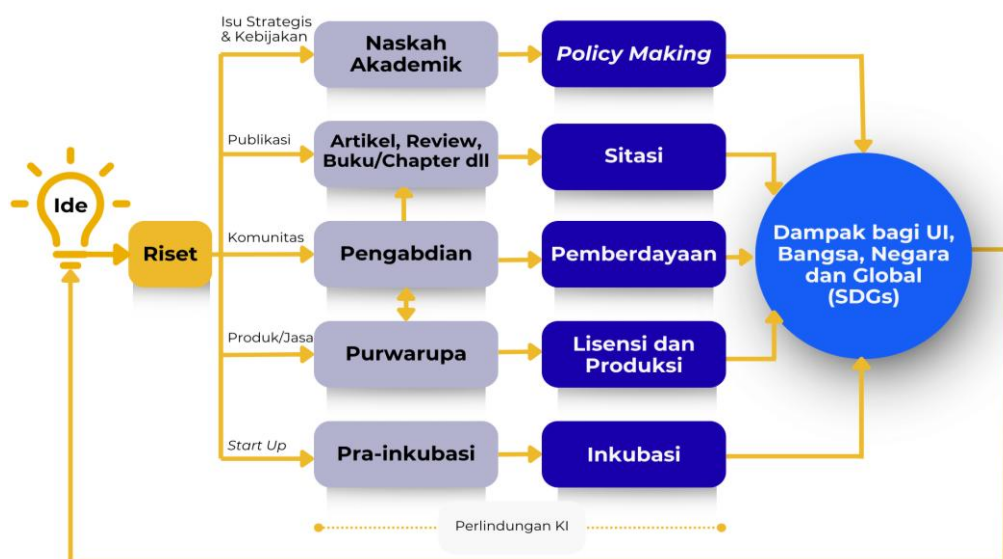 Isu Strategis
& Kebijakan
Naskah
Akademik
Policy Making
Publikasi
Artikel, Review,
Buku/Chapter dll
Sitasi
Ide
Riset
Komunitas
Pengabdian
Pemberdayaan
Dampak bagi UI,
Bangsa, Negara
dan Global
(SDGs)
Produk/Jasa
Purwarupa
Lisensi dan
Produksi
Start Up
Pra-inkubasi
Inkubasi
Perlindungan KI